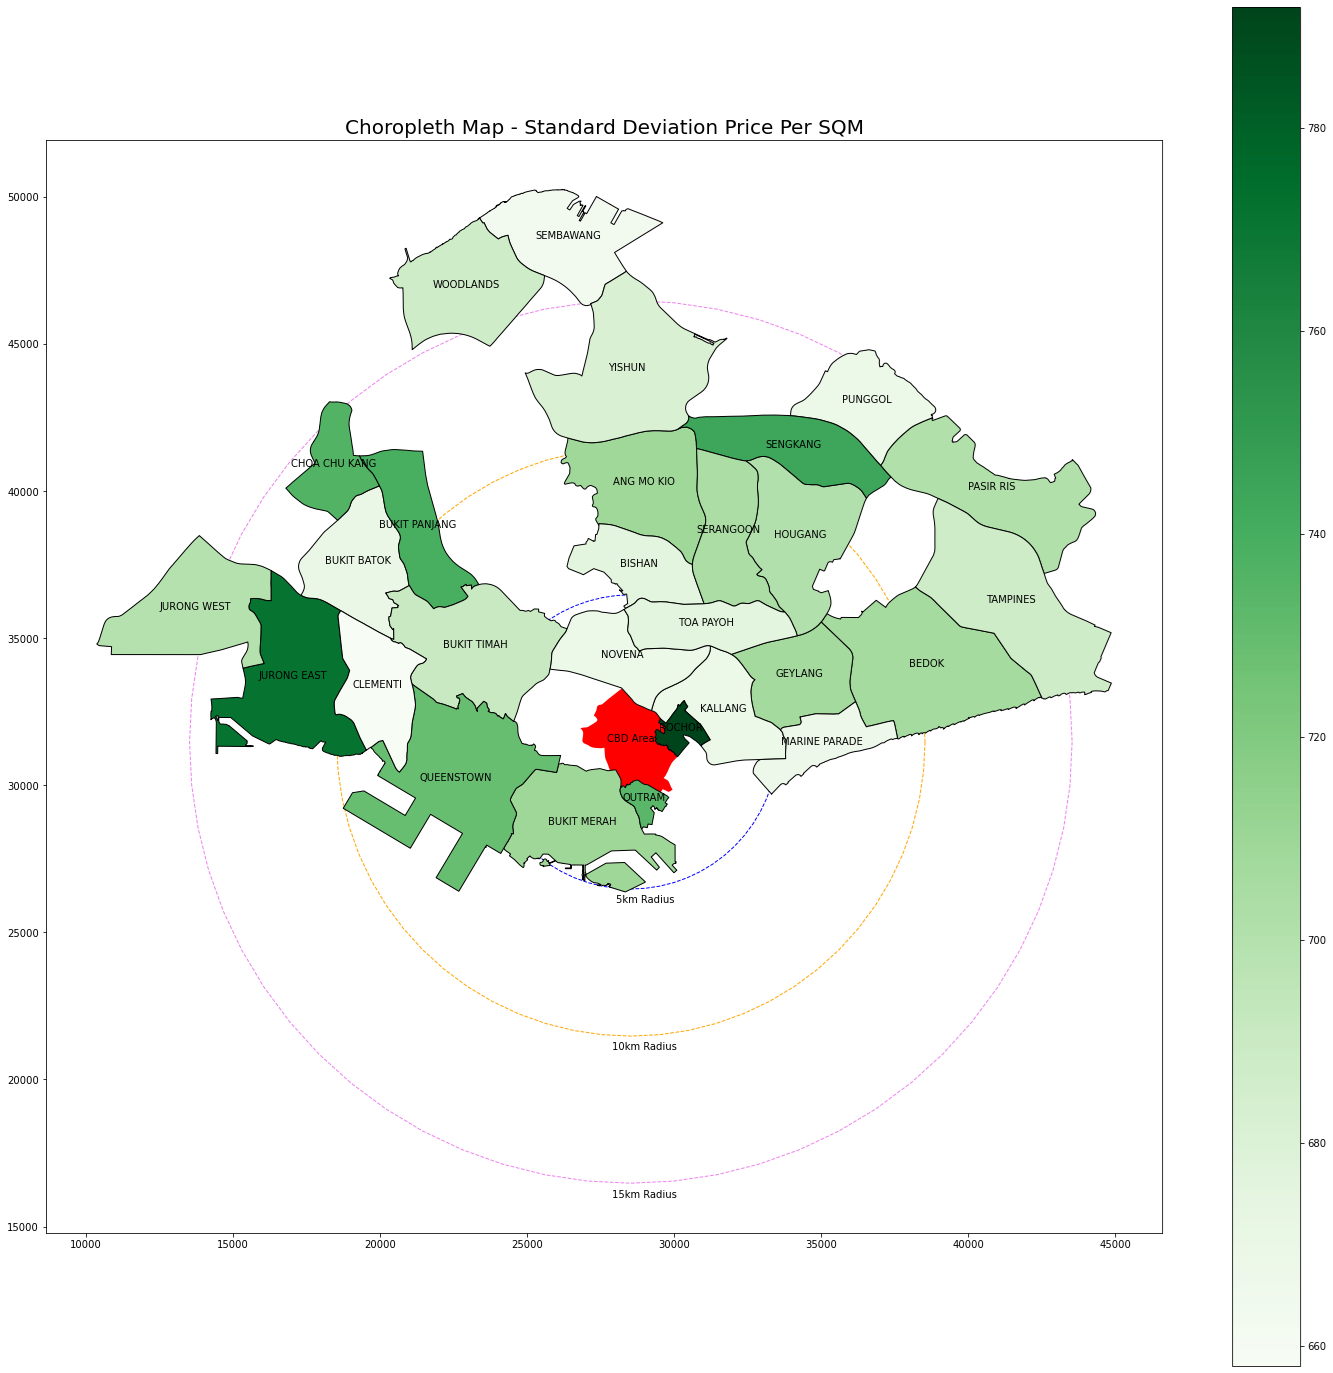 Choropleth Map - Standard Deviation Price Per SQM
50000
45000
40000
35000
30000
25000
20000
15000
10000
15000
20000
25000
30000
35000
40000
45000
SEMBAWANG
WOODLANDS
YISHUN
PUNGGOL
SENGKANG
CHOA CHU KANG
ANG MO KIO
PASIR RIS
BUKIT PANJANG
SERANGOON
HOUGANG
BUKIT BATOK
BISHAN
JURONG WEST
TAMPINES
TOA PAYOH
BUKIT TIMAH
NOVENA
BEDOK
JURONG EAST
GEYLANG
CLEMENTI
KALLANG
ROCHOR
CBD Area
MARINE PARADE
QUEENSTOWN
OUTRAM
BUKIT MERAH
5km Radius
10km Radius
15km Radius
780
760
740
720
700
680
660